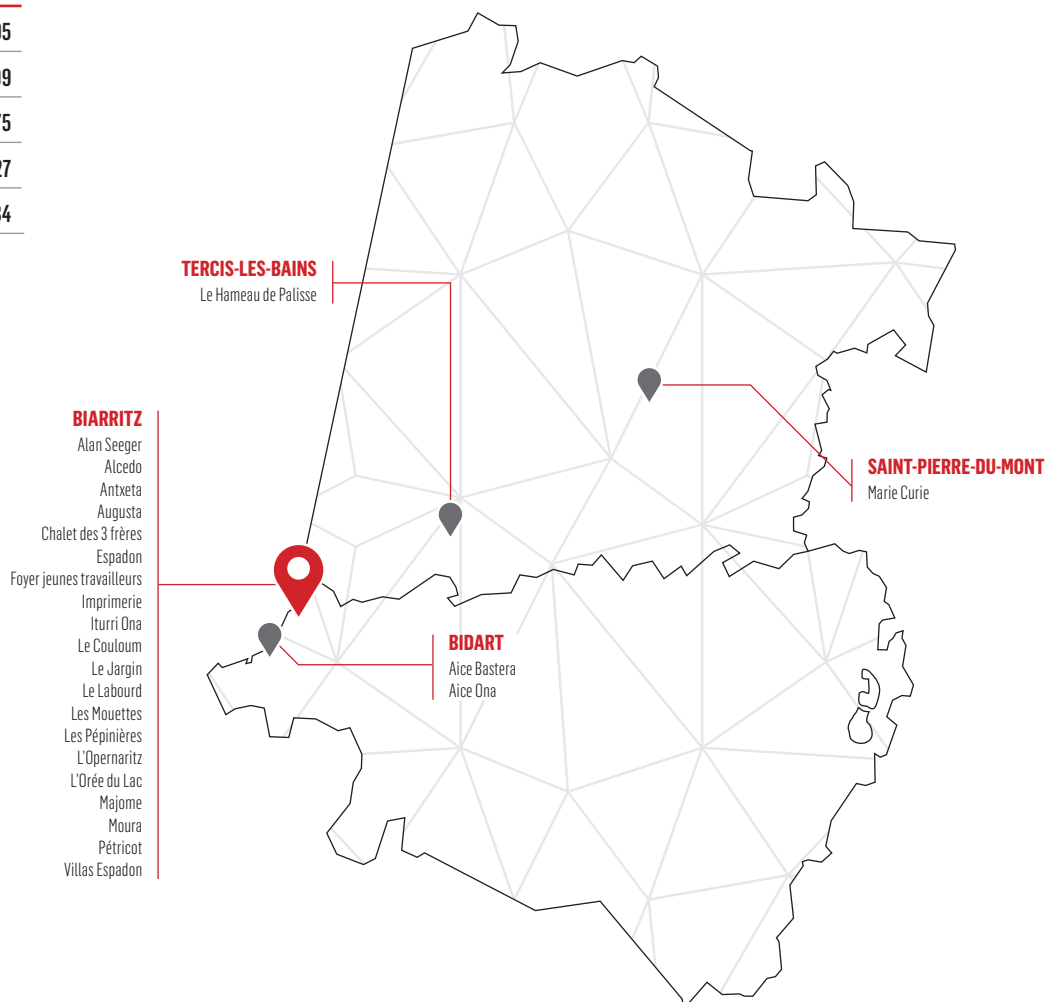 TERCIS-LES-BAINS
Le Hameau de Palisse
BIARRITZ
Alan Seeger
Alcedo
Antxeta
Augusta
Chalet des 3 frères
Espadon
Foyer jeunes travailleurs
Imprimerie
Iturri Ona
Le Couloum
Le Jargin
Le Labourd
Les Mouettes
Les Pépinières
L'Opernaritz
L'Orée du Lac
Majome
Moura
Pétricot
Villas Espadon
BIDART
Aice Bastera
Aice Ona
SAINT-PIERRE-DU-MONT
Marie Curie